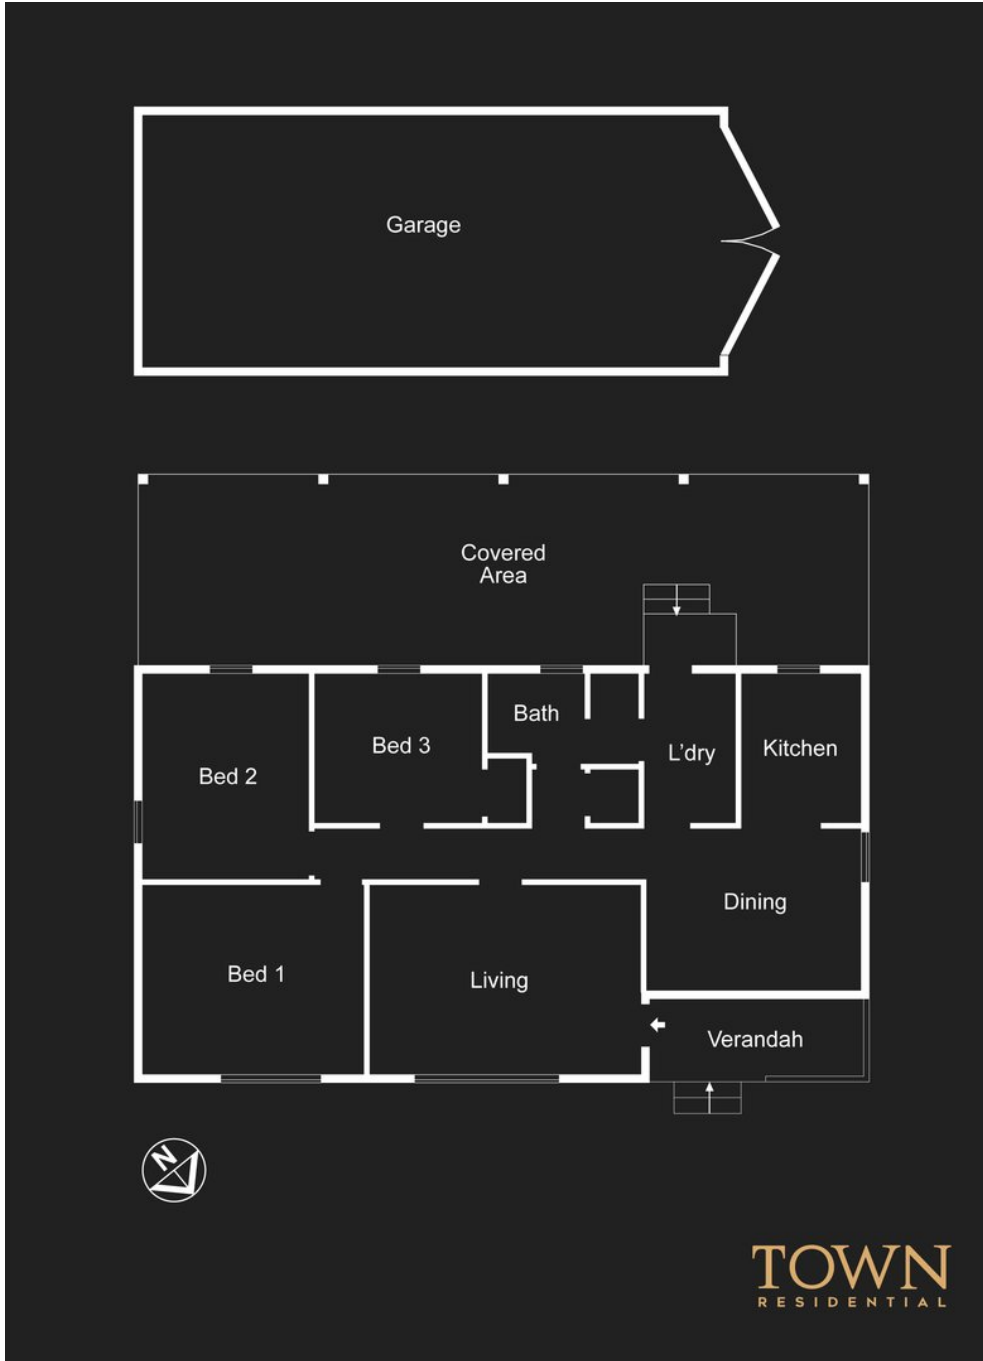 Garage
Covered
Area
Bath
Bed 3
L'dry
Kitchen
Bed 2
Dining
Bed 1
Living
Verandah
N
TOWN
RESIDENTIAL